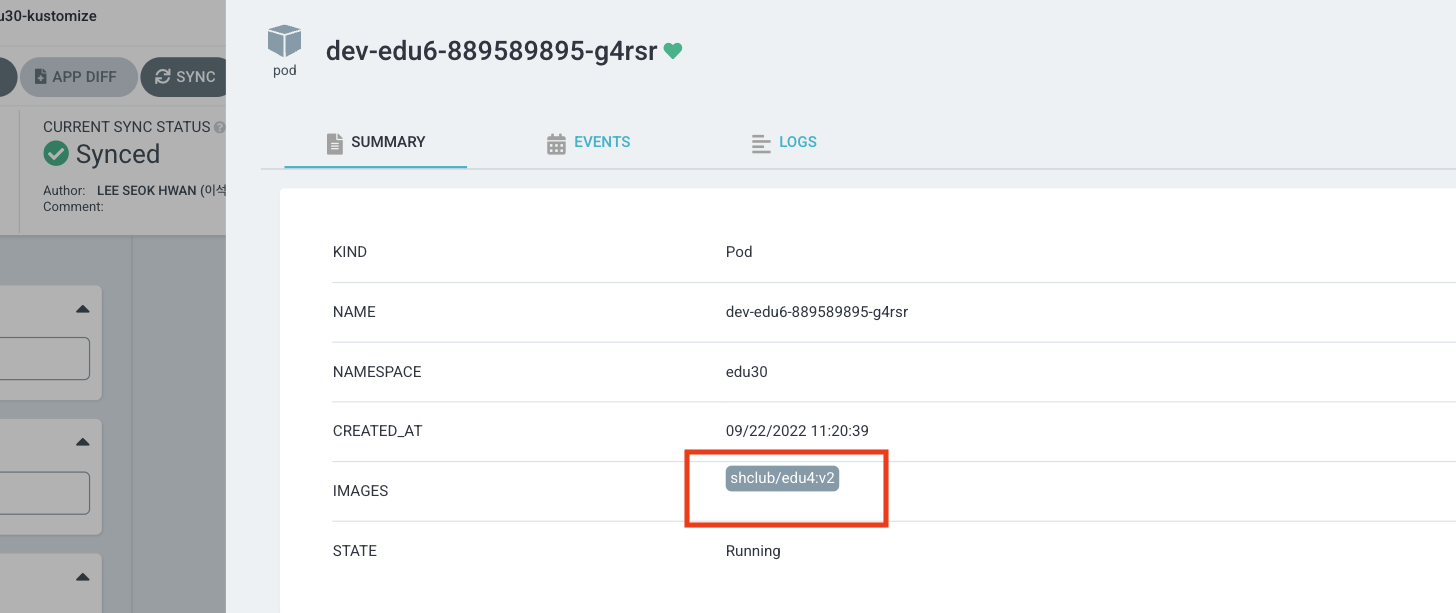 u30-kustomize
APP DIFF
SYNC
CURRENT SYNC STATUS
Synced
Author: LEE SEOK HWAN (이석
Comment:
pod
dev-edu6-889589895-g4rsr
SUMMARY
EVENTS
LOGS
KIND Pod
NAME dev-edu6-889589895-g4rsr
NAMESPACE edu30
CREATED_AT 09/22/2022 11:20:39
IMAGES shclub/edu4:v2
STATE Running